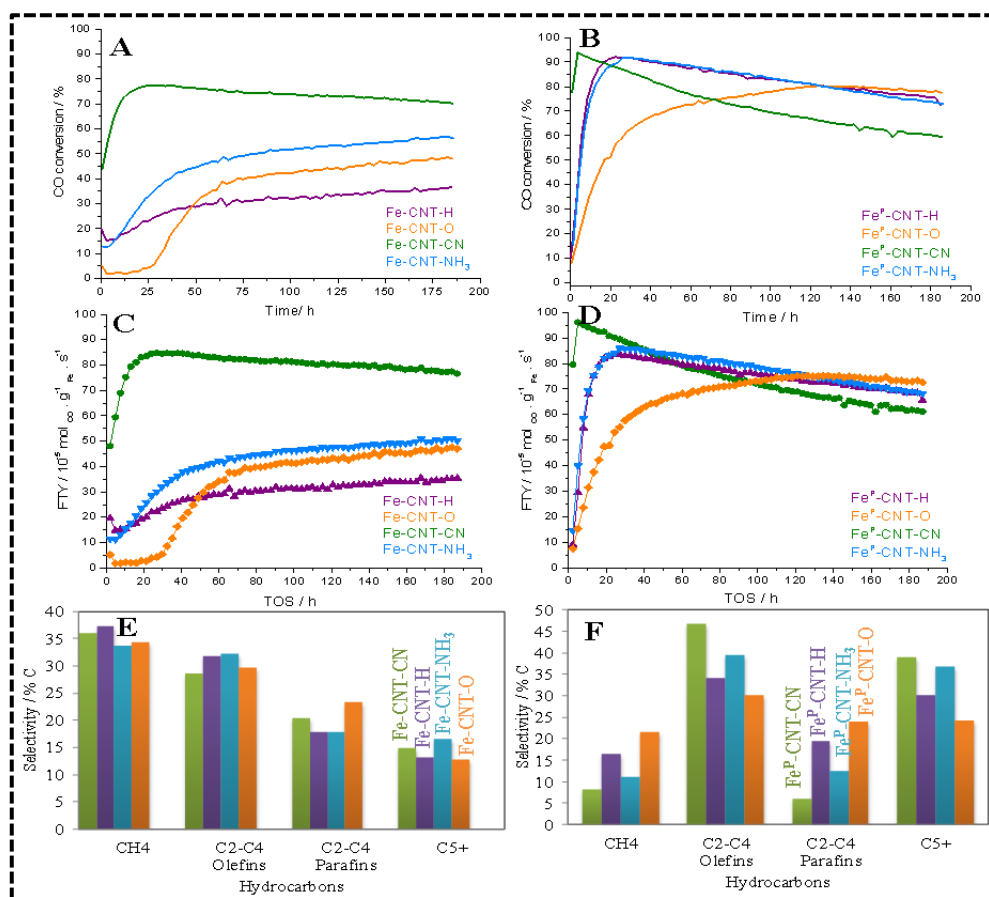 A
CO conversion / %
100
90
80
70
60
50
40
30
20
10
0
Fe-CNT-H
Fe-CNT-O
Fe-CNT-CN
Fe-CNT-NH₃
0 25 50 75 100 125 150 175 200
Time/ h
B
CO conversion / %
100
90
80
70
60
50
40
30
20
10
0
Feᴾ-CNT-H
Feᴾ-CNT-O
Feᴾ-CNT-CN
Feᴾ-CNT-NH₃
0 20 40 60 80 100 120 140 160 180 200
Time / h
C
FTY / 10⁻⁵ mol CO . g⁻¹ Fe . s⁻¹
100
90
80
70
60
50
40
30
20
10
0
Fe-CNT-H
Fe-CNT-O
Fe-CNT-CN
Fe-CNT-NH₃
0 20 40 60 80 100 120 140 160 180 200
TOS / h
D
FTY / 10⁻⁵ mol CO . g⁻¹ Fe . s⁻¹
100
90
80
70
60
50
40
30
20
10
0
Feᴾ-CNT-H
Feᴾ-CNT-O
Feᴾ-CNT-CN
Feᴾ-CNT-NH₃
0 20 40 60 80 100 120 140 160 180 200
TOS / h
E
Selectivity / % C
40
35
30
25
20
15
10
5
0
Fe-CNT-CN
Fe-CNT-H
Fe-CNT-NH₃
Fe-CNT-O
CH4 C2-C4 C2-C4 C5+
Olefins Parafins
Hydrocarbons
F
Selectivity / % C
50
45
40
35
30
25
20
15
10
5
0
Feᴾ-CNT-CN
Feᴾ-CNT-H
Feᴾ-CNT-NH₃
Feᴾ-CNT-O
CH4 C2-C4 C2-C4 C5+
Olefins Parafins
Hydrocarbons